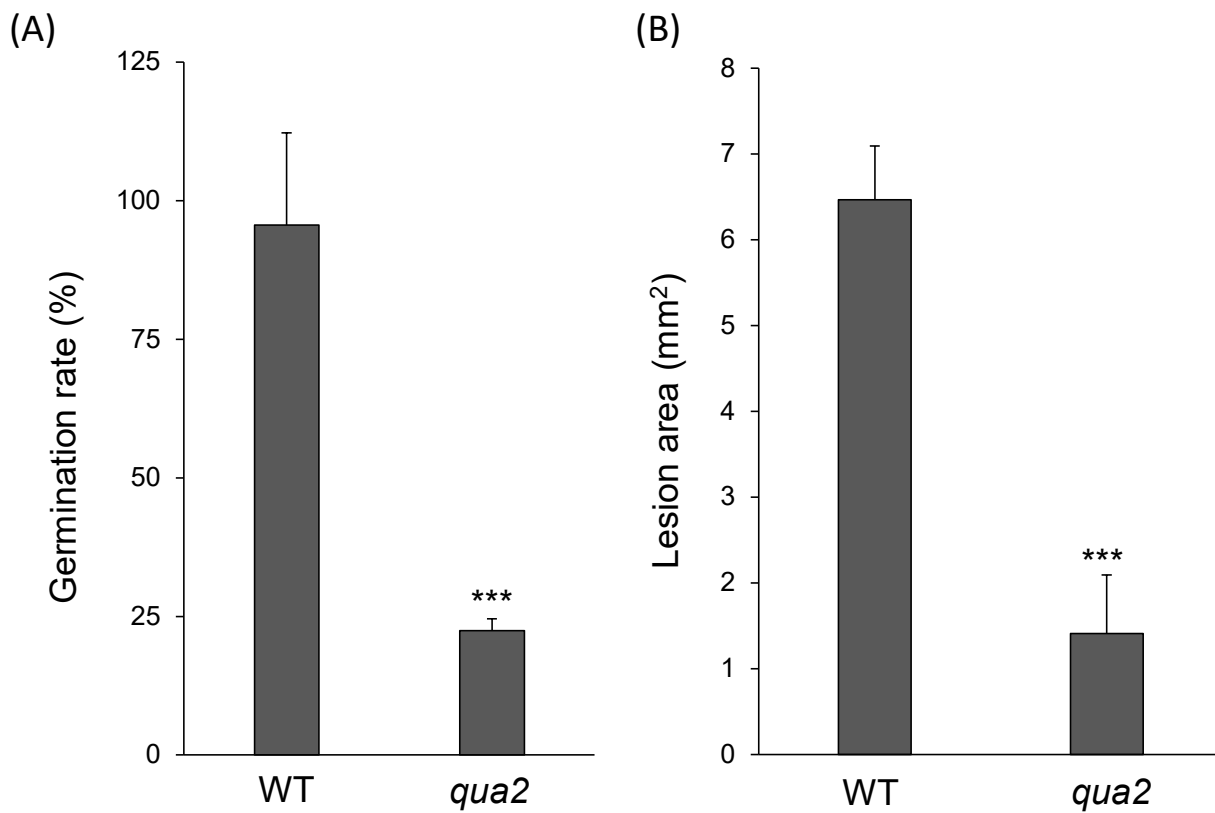 (A)
Germination rate (%)
125
100
75
50
25
0
***
WT
qua2
(B)
Lesion area (mm²)
8
7
6
5
4
3
2
1
0
***
WT
qua2